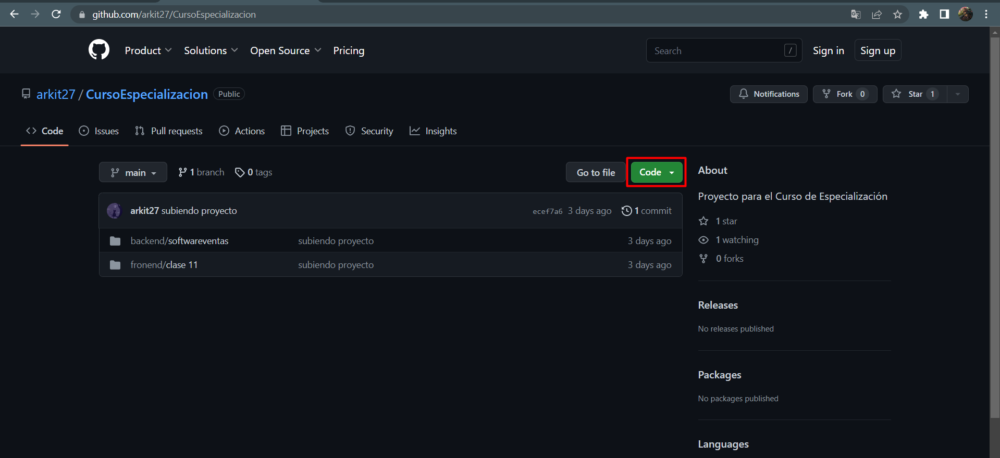 github.com/arkit27/CursoEspecializacion
Product Solutions Open Source Pricing Search / Sign in Sign up
arkit27 / CursoEspecializacion Public Notifications Fork 0 Star 1
Code Issues Pull requests Actions Projects Security Insights
main 1 branch 0 tags Go to file Code
arkit27 subiendo proyecto ecef7a6 3 days ago 1 commit
backend/softwareventas subiendo proyecto 3 days ago
fronend/clase 11 subiendo proyecto 3 days ago
About
Proyecto para el Curso de Especialización
1 star
1 watching
0 forks
Releases
No releases published
Packages
No packages published
Languages